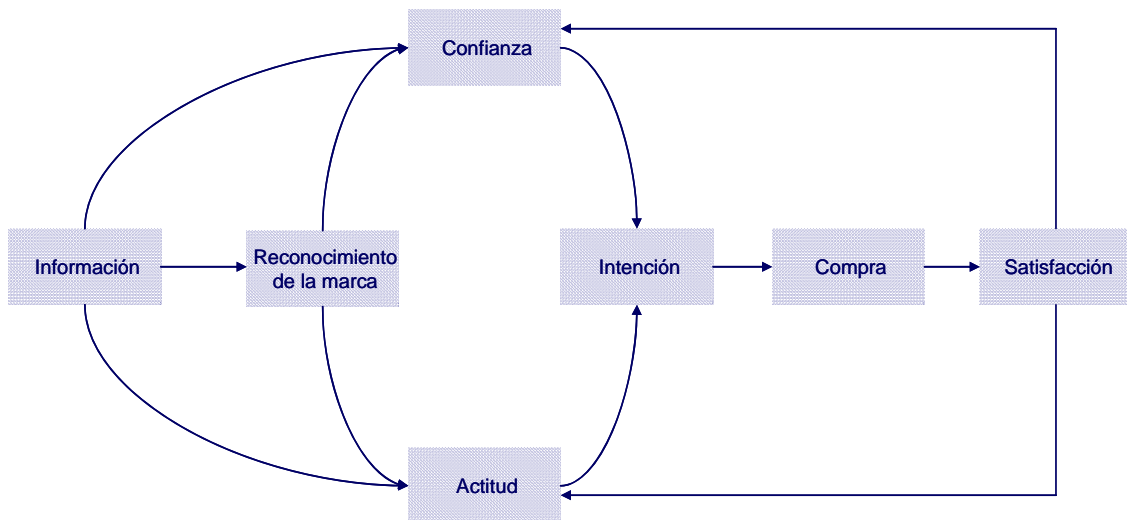 Confianza
Información
Reconocimiento
de la marca
Intención
Compra
Satisfacción
Actitud